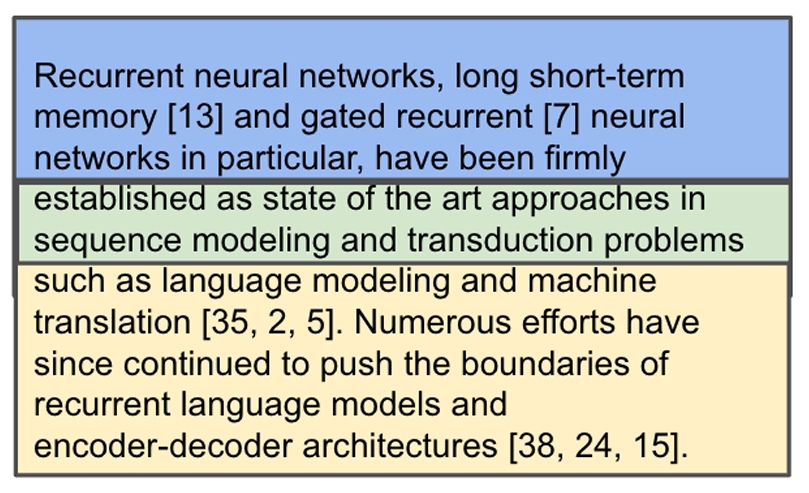 Recurrent neural networks, long short-term
memory [13] and gated recurrent [7] neural
networks in particular, have been firmly
established as state of the art approaches in
sequence modeling and transduction problems
such as language modeling and machine
translation [35, 2, 5]. Numerous efforts have
since continued to push the boundaries of
recurrent language models and
encoder-decoder architectures [38, 24, 15].